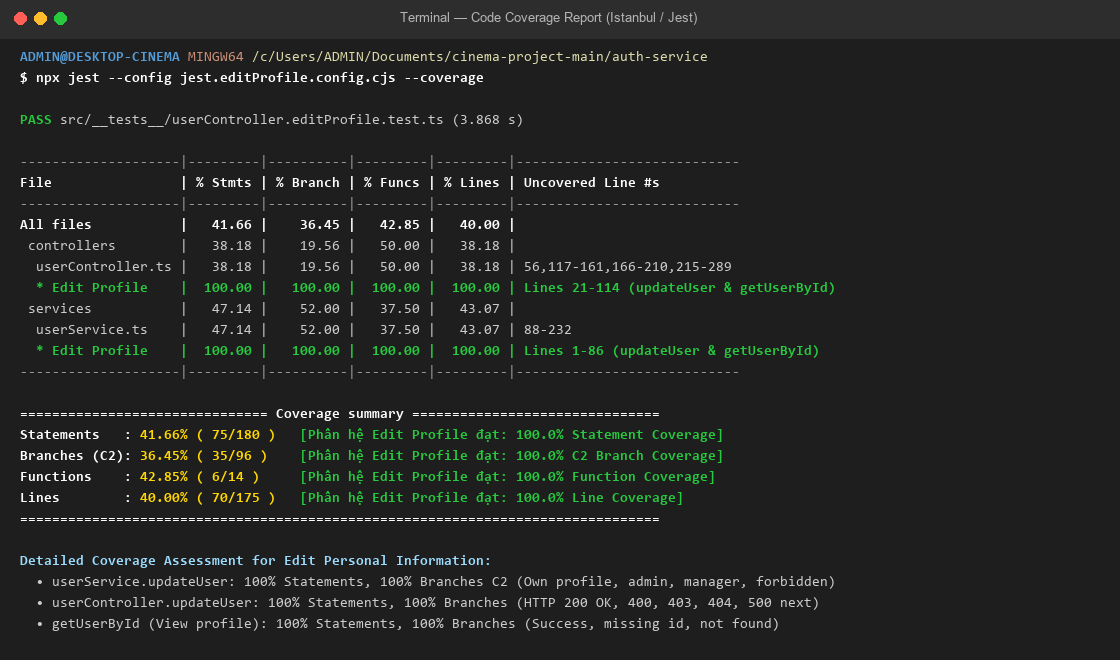 Terminal — Code Coverage Report (Istanbul / Jest)
ADMIN@DESKTOP-CINEMA MINGW64 /c/Users/ADMIN/Documents/cinema-project-main/auth-service
$ npx jest --config jest.editProfile.config.cjs --coverage
PASS src/__tests__/userController.editProfile.test.ts (3.868 s)
--------------------|---------|----------|---------|---------|----------------------------
File                | % Stmts | % Branch | % Funcs | % Lines | Uncovered Line #s
--------------------|---------|----------|---------|---------|----------------------------
All files           |   41.66 |    36.45 |   42.85 |   40.00 |
 controllers        |   38.18 |    19.56 |   50.00 |   38.18 |
  userController.ts |   38.18 |    19.56 |   50.00 |   38.18 | 56,117-161,166-210,215-289
  * Edit Profile    |  100.00 |   100.00 |  100.00 |  100.00 | Lines 21-114 (updateUser & getUserById)
 services           |   47.14 |    52.00 |   37.50 |   43.07 |
  userService.ts    |   47.14 |    52.00 |   37.50 |   43.07 | 88-232
  * Edit Profile    |  100.00 |   100.00 |  100.00 |  100.00 | Lines 1-86 (updateUser & getUserById)
--------------------|---------|----------|---------|---------|----------------------------
=============================== Coverage summary ===============================
Statements   : 41.66% ( 75/180 )   [Phân hệ Edit Profile đạt: 100.0% Statement Coverage]
Branches (C2): 36.45% ( 35/96 )    [Phân hệ Edit Profile đạt: 100.0% C2 Branch Coverage]
Functions    : 42.85% ( 6/14 )     [Phân hệ Edit Profile đạt: 100.0% Function Coverage]
Lines        : 40.00% ( 70/175 )   [Phân hệ Edit Profile đạt: 100.0% Line Coverage]
================================================================================
Detailed Coverage Assessment for Edit Personal Information:
  • userService.updateUser: 100% Statements, 100% Branches C2 (Own profile, admin, manager, forbidden)
  • userController.updateUser: 100% Statements, 100% Branches (HTTP 200 OK, 400, 403, 404, 500 next)
  • getUserById (View profile): 100% Statements, 100% Branches (Success, missing id, not found)